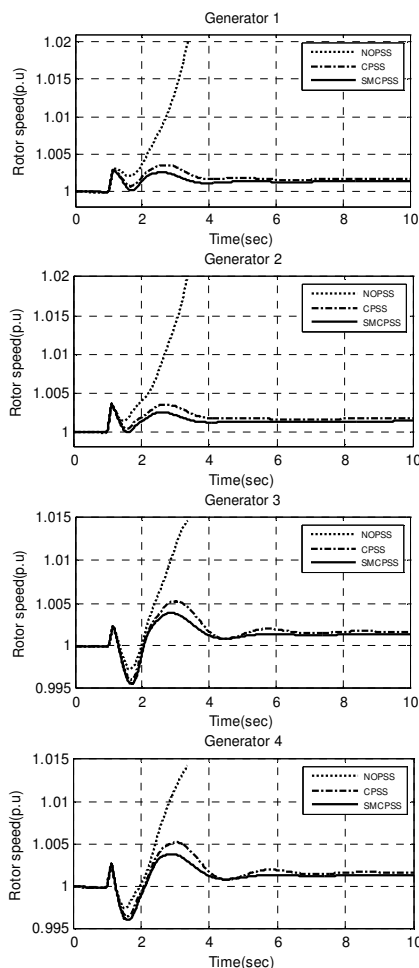 Generator 1
1.02
1.015
1.01
1.005
1
Rotor speed(p.u)
NOPSS
CPSS
SMCPSS
0 2 4 6 8 10
Time(sec)
Generator 2
1.02
1.015
1.01
1.005
1
Rotor speed(p.u)
NOPSS
CPSS
SMCPSS
0 2 4 6 8 10
Time(sec)
Generator 3
1.015
1.01
1.005
1
0.995
Rotor speed(p.u)
NOPSS
CPSS
SMCPSS
0 2 4 6 8 10
Time(sec)
Generator 4
1.015
1.01
1.005
1
0.995
Rotor speed(p.u)
NOPSS
CPSS
SMCPSS
0 2 4 6 8 10
Time(sec)